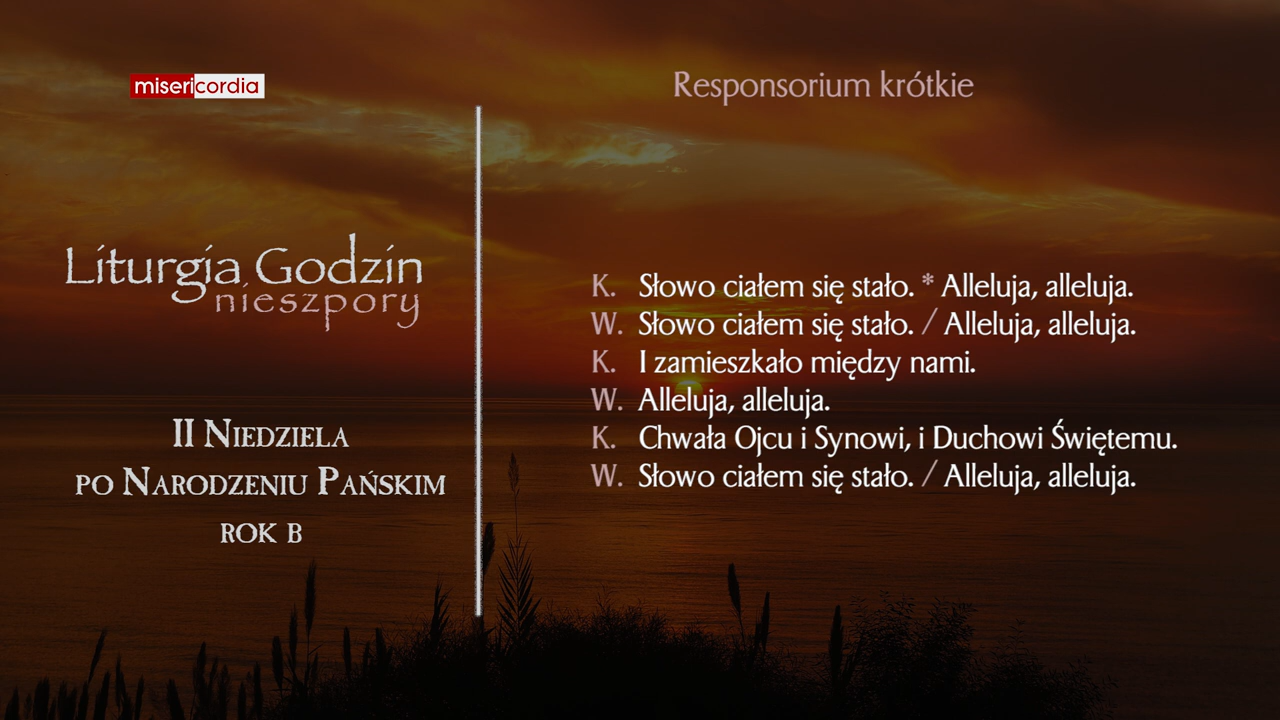 misericordia
Liturgia Godzin
nieszpory
II Niedziela
po Narodzeniu Pańskim
rok B
Responsorium krótkie
K. Słowo ciałem się stało. * Alleluja, alleluja.
W. Słowo ciałem się stało. / Alleluja, alleluja.
K. I zamieszkało między nami.
W. Alleluja, alleluja.
K. Chwała Ojcu i Synowi, i Duchowi Świętemu.
W. Słowo ciałem się stało. / Alleluja, alleluja.